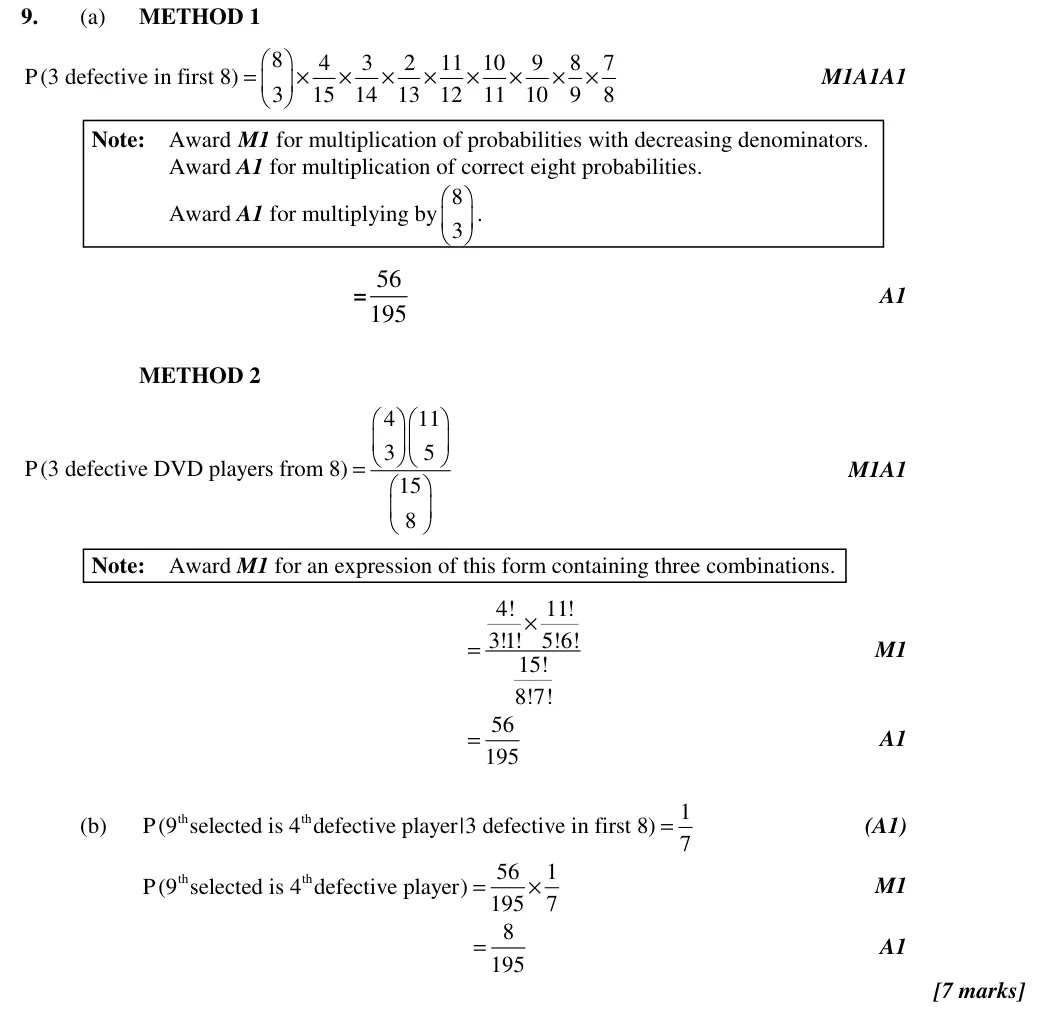 9. (a) METHOD 1
P(3 defective in first 8) = (8 3) × 4/15 × 3/14 × 2/13 × 11/12 × 10/11 × 9/10 × 8/9 × 7/8 M1A1A1
Note: Award M1 for multiplication of probabilities with decreasing denominators.
Award A1 for multiplication of correct eight probabilities.
Award A1 for multiplying by (8 3).
= 56/195 A1
METHOD 2
P(3 defective DVD players from 8) = (4 3)(11 5) / (15 8) M1A1
Note: Award M1 for an expression of this form containing three combinations.
= (4!/3!1! × 11!/5!6!) / (15!/8!7!) M1
= 56/195 A1
(b) P(9th selected is 4th defective player|3 defective in first 8) = 1/7 (A1)
P(9th selected is 4th defective player) = 56/195 × 1/7 M1
= 8/195 A1
[7 marks]